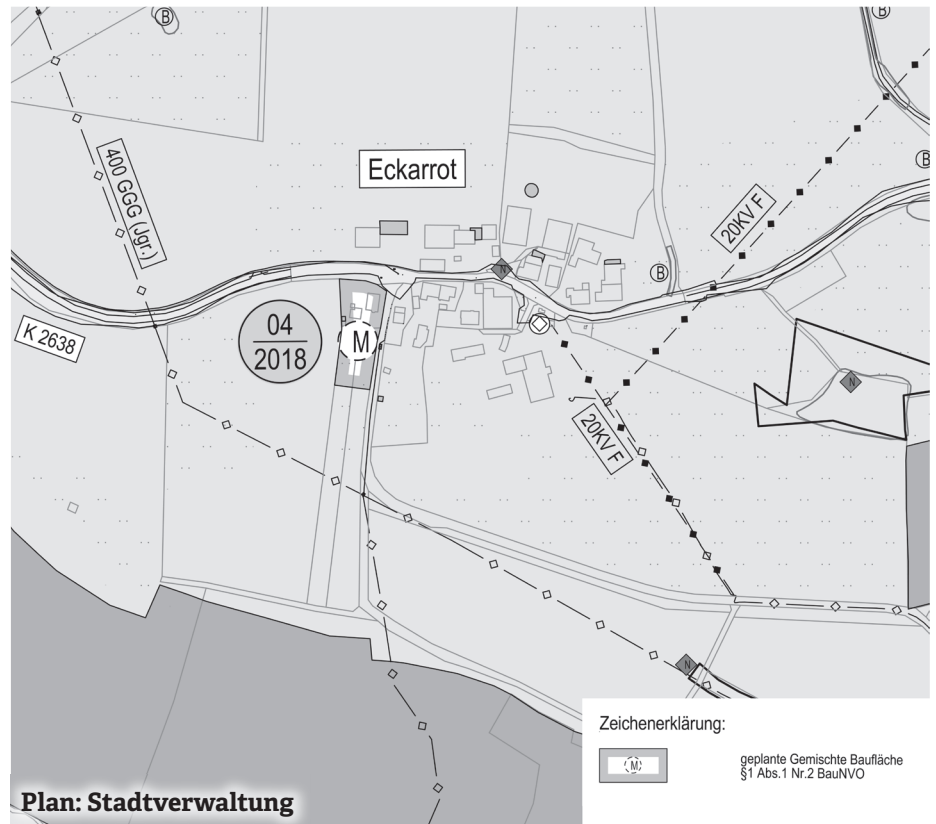 B
B
400 GGG (Jgr.)
Eckarrot
B
20KV F
N
B
K 2638
04
2018
M
N
20KV F
N
Zeichenerklärung:
M
geplante Gemischte Baufläche
§1 Abs.1 Nr.2 BauNVO
Plan: Stadtverwaltung